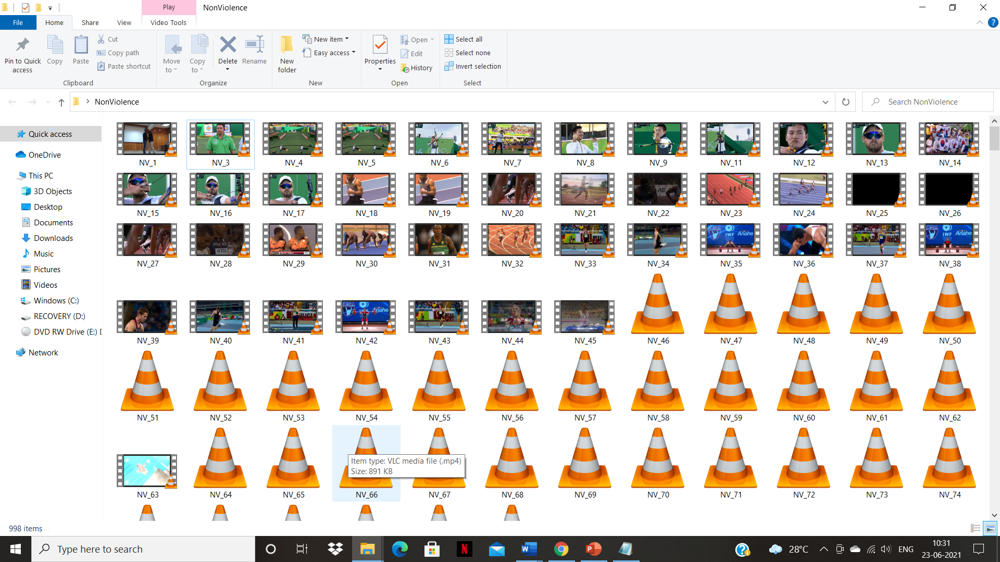 Play
NonViolence
File
Home
Share
View
Video Tools
Pin to Quick access
Copy
Paste
Cut
Copy path
Paste shortcut
Clipboard
Move to
Copy to
Delete
Rename
Organize
New folder
New item
Easy access
New
Properties
Open
Edit
History
Open
Select all
Select none
Invert selection
Select
NonViolence
Search NonViolence
Quick access
OneDrive
This PC
3D Objects
Desktop
Documents
Downloads
Music
Pictures
Videos
Windows (C:)
RECOVERY (D:)
DVD RW Drive (E:) D
Network
NV_1 NV_3 NV_4 NV_5 NV_6 NV_7 NV_8 NV_9 NV_11 NV_12 NV_13 NV_14
NV_15 NV_16 NV_17 NV_18 NV_19 NV_20 NV_21 NV_22 NV_23 NV_24 NV_25 NV_26
NV_27 NV_28 NV_29 NV_30 NV_31 NV_32 NV_33 NV_34 NV_35 NV_36 NV_37 NV_38
NV_39 NV_40 NV_41 NV_42 NV_43 NV_44 NV_45 NV_46 NV_47 NV_48 NV_49 NV_50
NV_51 NV_52 NV_53 NV_54 NV_55 NV_56 NV_57 NV_58 NV_59 NV_60 NV_61 NV_62
Item type: VLC media file (.mp4)
Size: 891 KB
NV_63 NV_64 NV_65 NV_66 NV_67 NV_68 NV_69 NV_70 NV_71 NV_72 NV_73 NV_74
998 items
Type here to search
28°C
ENG
10:31
23-06-2021